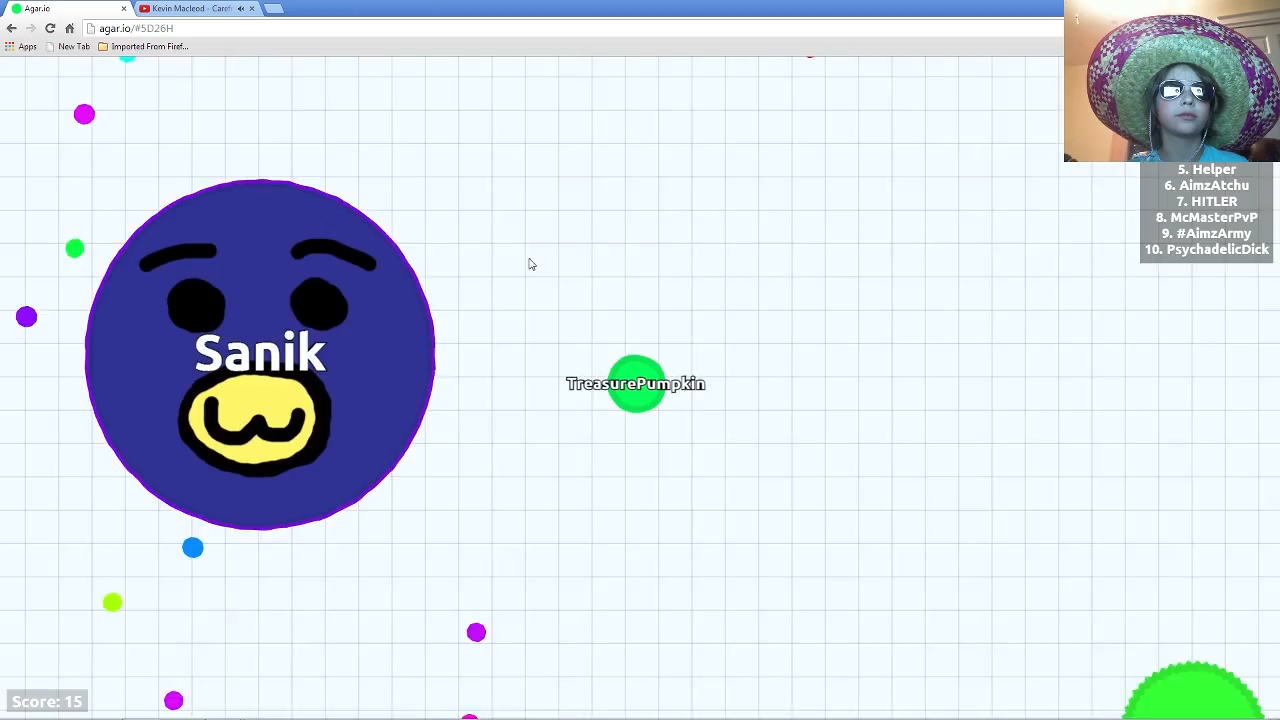 Agar.io
Kevin Macleod - Carefr
agar.io/#5D26H
Apps
New Tab
Imported From Firef...
5. Helper
6. AimzAtchu
7. HITLER
8. McMasterPvP
9. #AimzArmy
10. PsychadelicDick
Sanik
TreasurePumpkin
Score: 15